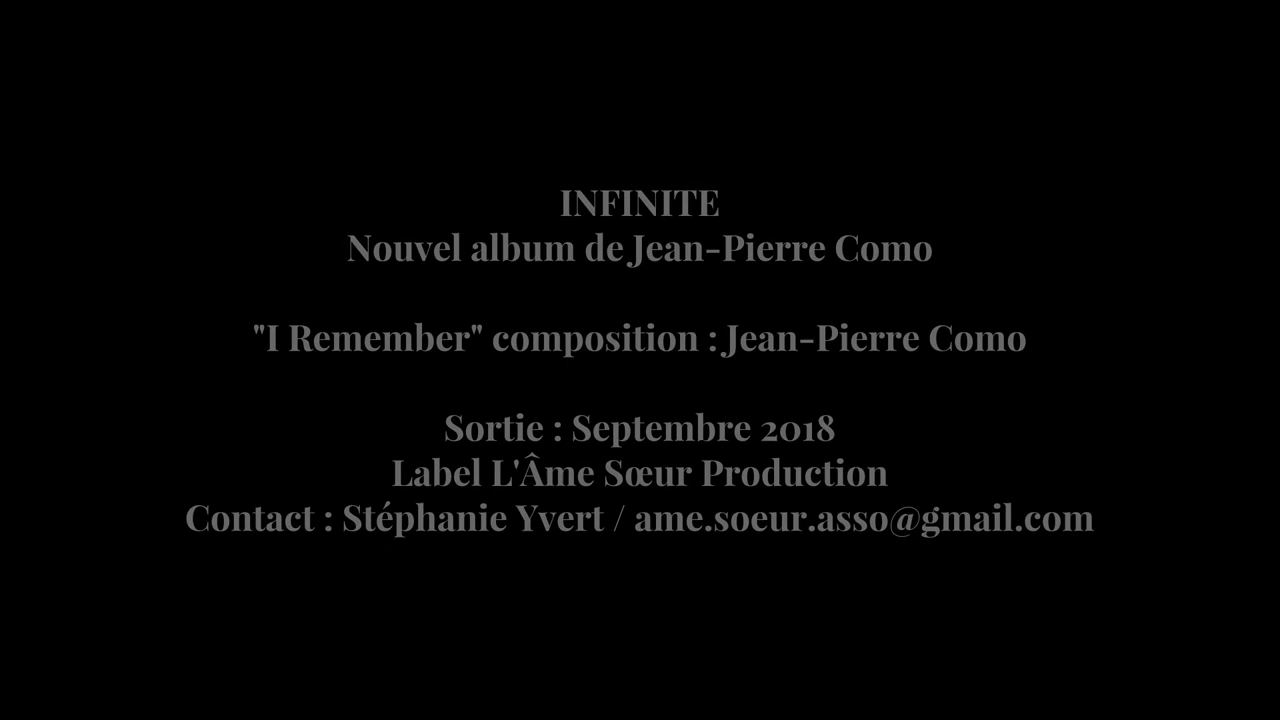 INFINITE
Nouvel album de Jean-Pierre Como
"I Remember" composition : Jean-Pierre Como
Sortie : Septembre 2018
Label L'Âme Sœur Production
Contact : Stéphanie Yvert / ame.soeur.asso@gmail.com